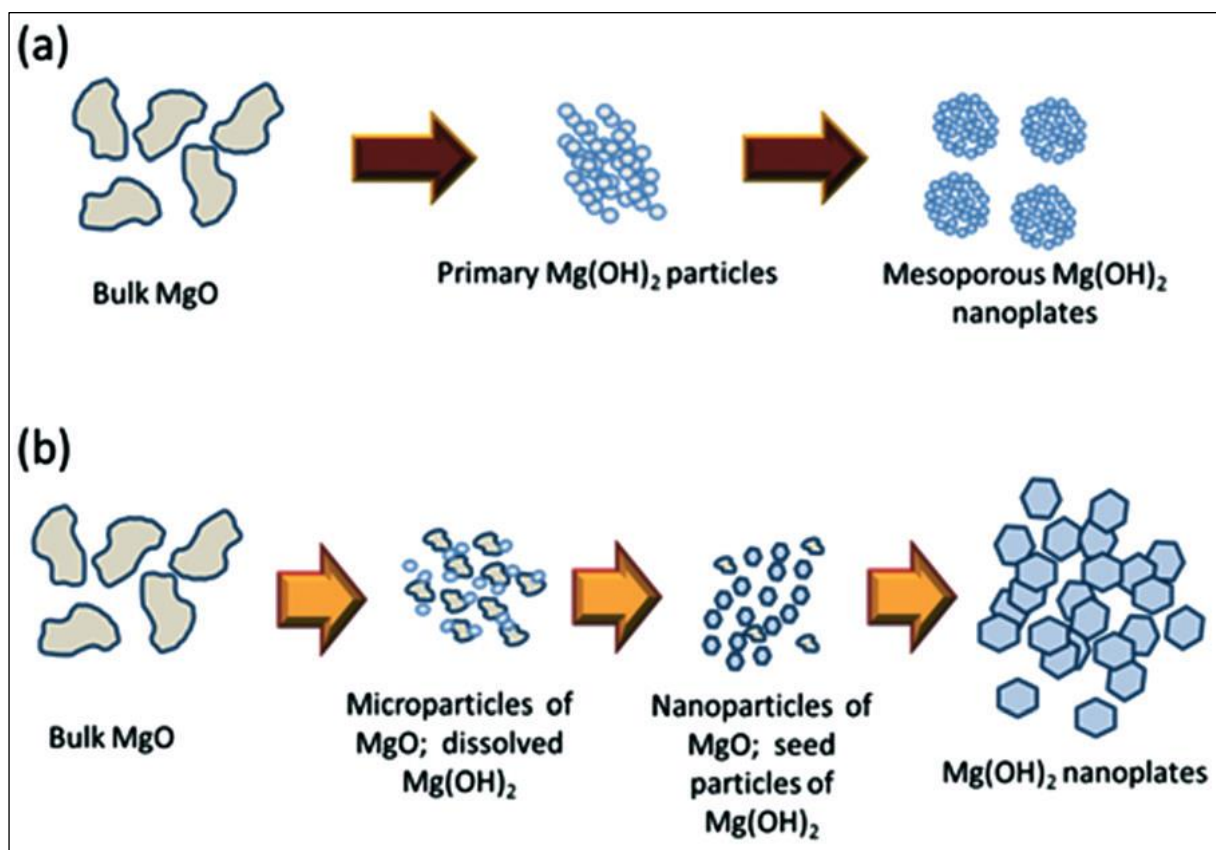 (a)
Bulk MgO
Primary Mg(OH)₂ particles
Mesoporous Mg(OH)₂
nanoplates
(b)
Bulk MgO
Microparticles of
MgO; dissolved
Mg(OH)₂
Nanoparticles of
MgO; seed
particles of
Mg(OH)₂
Mg(OH)₂ nanoplates